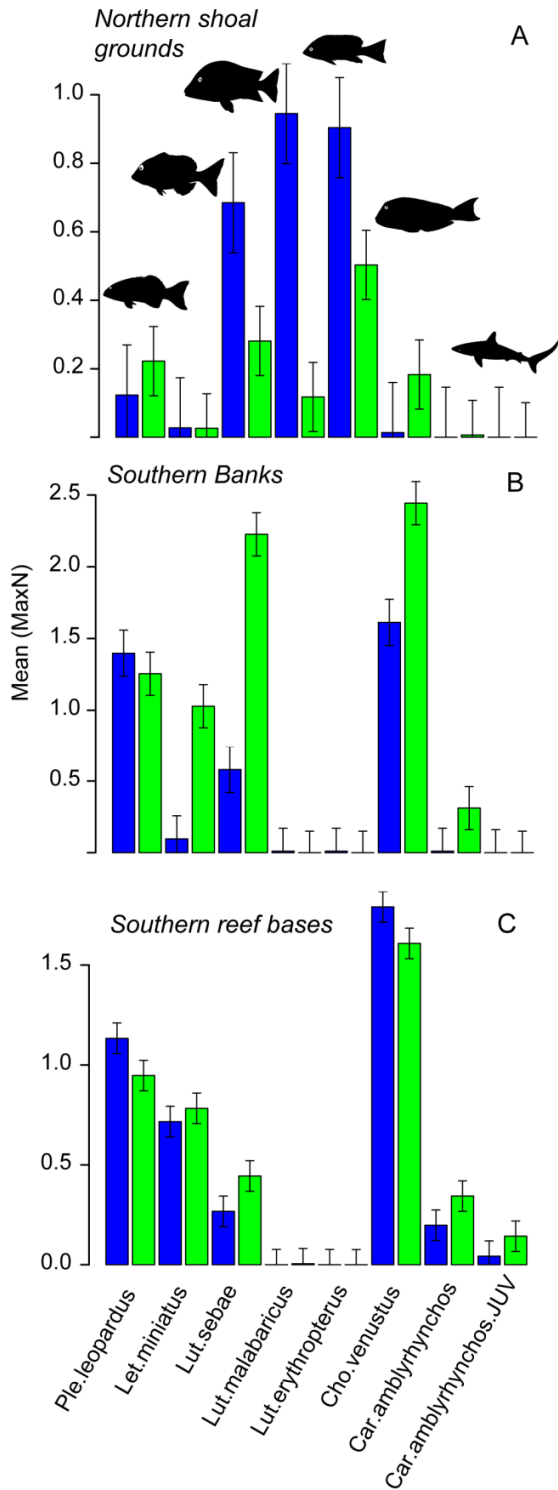 Northern shoal
grounds
A
1.0
0.8
0.6
0.4
0.2
Southern Banks
B
2.5
2.0
1.5
1.0
0.5
Mean (MaxN)
Southern reef bases
C
1.5
1.0
0.5
0.0
Ple.leopardus
Let.miniatus
Lut.sebae
Lut.malabaricus
Lut.erythropterus
Cho.venustus
Car.amblyrhynchos
Car.amblyrhynchos.JUV